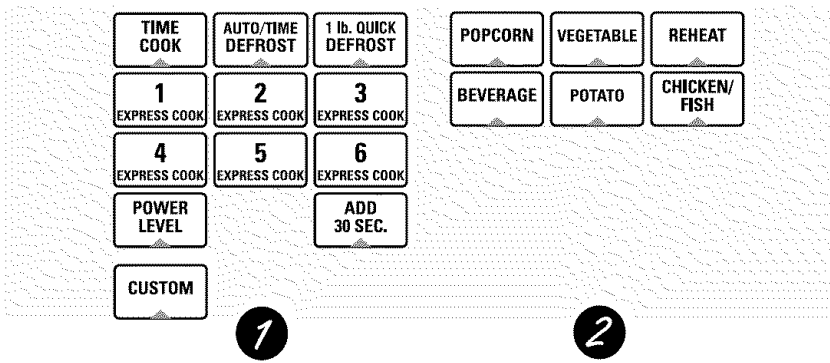 TIME
COOK
AUTO/TIME
DEFROST
1 lb. QUICK
DEFROST
1
EXPRESS COOK
2
EXPRESS COOK
3
EXPRESS COOK
4
EXPRESS COOK
5
EXPRESS COOK
6
EXPRESS COOK
POWER
LEVEL
ADD
30 SEC.
CUSTOM
1
POPCORN
VEGETABLE
REHEAT
BEVERAGE
POTATO
CHICKEN/
FISH
2